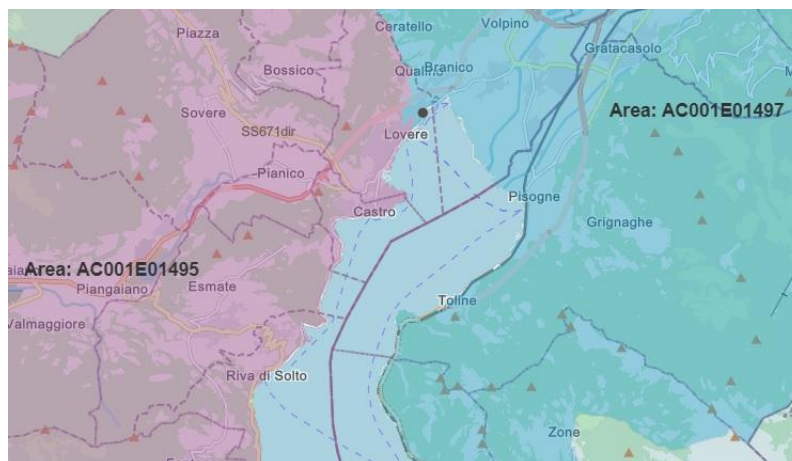 Ceratello
Volpino
Piazza
Gratacasolo
Bossico
Qualino
Branico
Area: AC001E01497
Sovere
SS671dir
Lovere
Pianico
Pisogne
Castro
Grignaghe
Area: AC001E01495
Piangaiano
Esmate
Toline
Valmaggiore
Riva di Solto
Zone